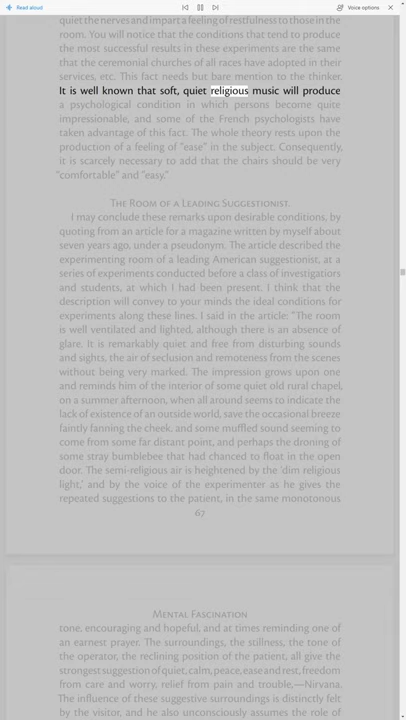 Read aloud
Voice options
quiet the nerves and impart a feeling of restfulness to those in the
room. You will notice that the conditions that tend to produce
the most successful results in these experiments are the same
that the ceremonial churches of all races have adopted in their
services, etc. This fact needs but bare mention to the thinker.
It is well known that soft, quiet religious music will produce
a psychological condition in which persons become quite
impressionable, and some of the French psychologists have
taken advantage of this fact. The whole theory rests upon the
production of a feeling of "ease" in the subject. Consequently,
it is scarcely necessary to add that the chairs should be very
"comfortable" and "easy."
The Room of a Leading Suggestionist.
I may conclude these remarks upon desirable conditions, by
quoting from an article for a magazine written by myself about
seven years ago, under a pseudonym. The article described the
experimenting room of a leading American suggestionist, at a
series of experiments conducted before a class of investigatiors
and students, at which I had been present. I think that the
description will convey to your minds the ideal conditions for
experiments along these lines. I said in the article: "The room
is well ventilated and lighted, although there is an absence of
glare. It is remarkably quiet and free from disturbing sounds
and sights, the air of seclusion and remoteness from the scenes
without being very marked. The impression grows upon one
and reminds him of the interior of some quiet old rural chapel,
on a summer afternoon, when all around seems to indicate the
lack of existence of an outside world, save the occasional breeze
faintly fanning the cheek, and some muffled sound seeming to
come from some far distant point, and perhaps the droning of
some stray bumblebee that had chanced to float in the open
door. The semi-religious air is heightened by the 'dim religious
light,' and by the voice of the experimenter as he gives the
repeated suggestions to the patient, in the same monotonous
67
Mental Fascination
tone, encouraging and hopeful, and at times reminding one of
an earnest prayer. The surroundings, the stillness, the tone of
the operator, the reclining position of the patient, all give the
strongest suggestion of quiet, calm, peace, ease and rest, freedom
from care and worry, relief from pain and trouble,—Nirvana.
The influence of these suggestive surroundings is distinctly felt
by the visitor, and he also unconsciously assumes the role of